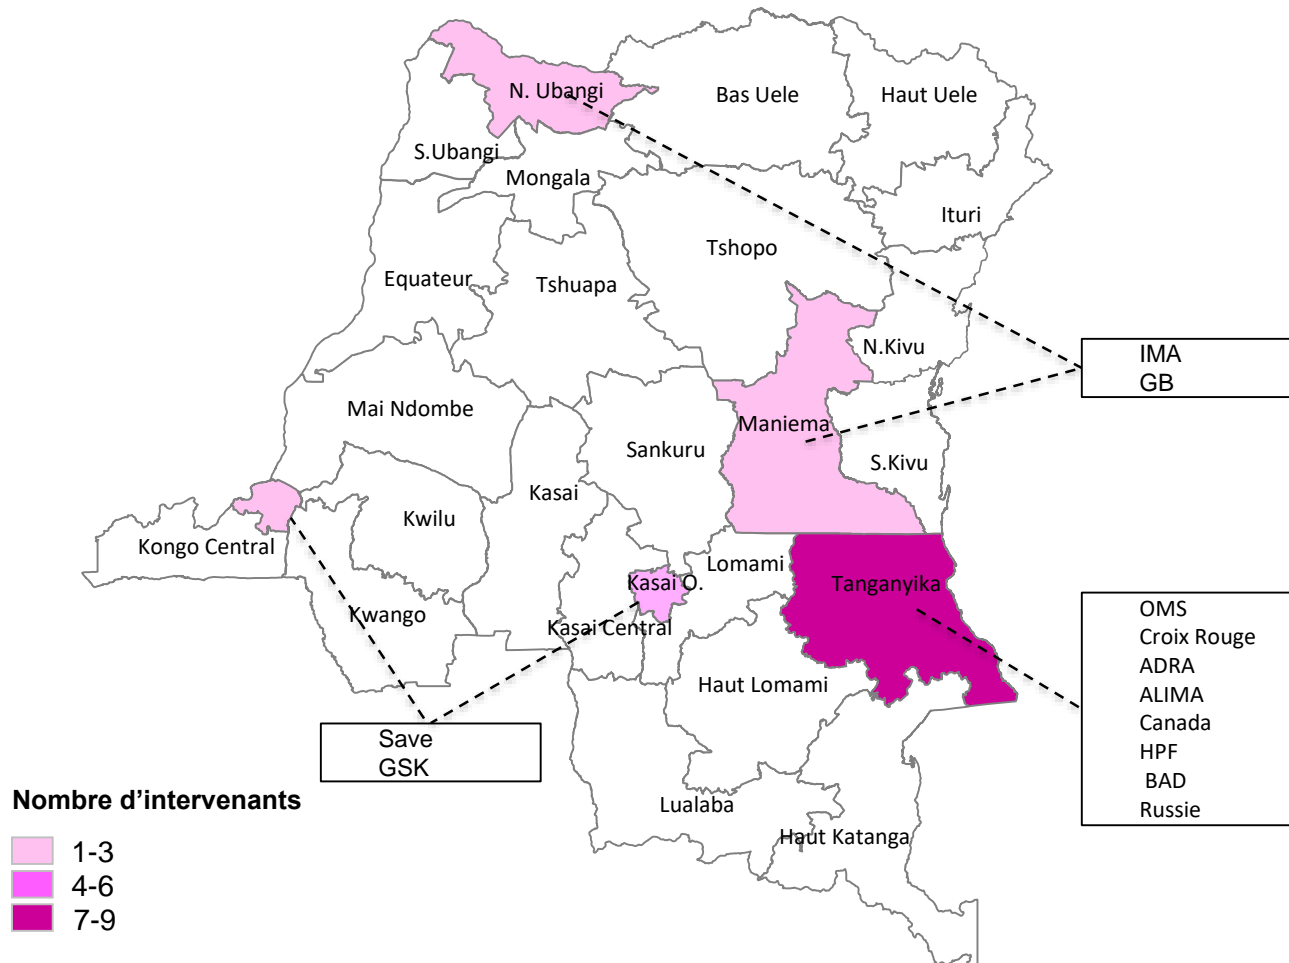 N. Ubangi
Bas Uele
Haut Uele
S.Ubangi
Mongala
Ituri
Tshopo
Equateur
Tshuapa
N.Kivu
IMA
GB
Mai Ndombe
Maniema
Sankuru
S.Kivu
Kasai
Kwilu
Kongo Central
Lomami
Kasai O.
Tanganyika
Kwango
Kasai Central
OMS
Croix Rouge
ADRA
ALIMA
Canada
HPF
BAD
Russie
Haut Lomami
Save
GSK
Lualaba
Haut Katanga
Nombre d’intervenants
1-3
4-6
7-9